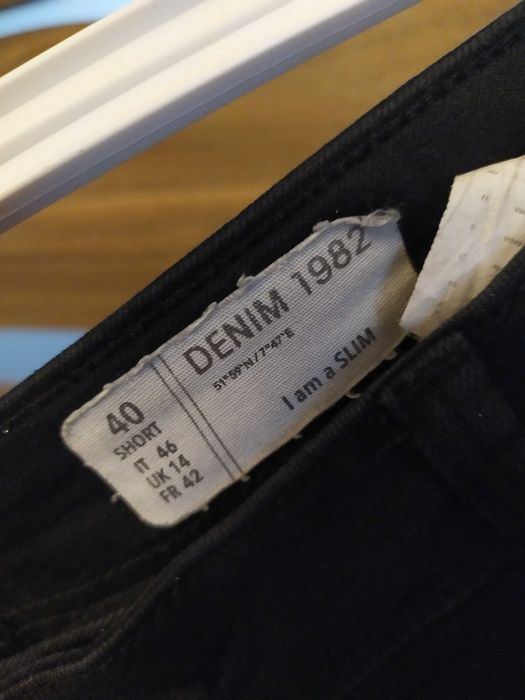 DENIM 1982
51°59'N / 7°47'E
I am a SLIM
40
SHORT
IT 46
UK 14
FR 42